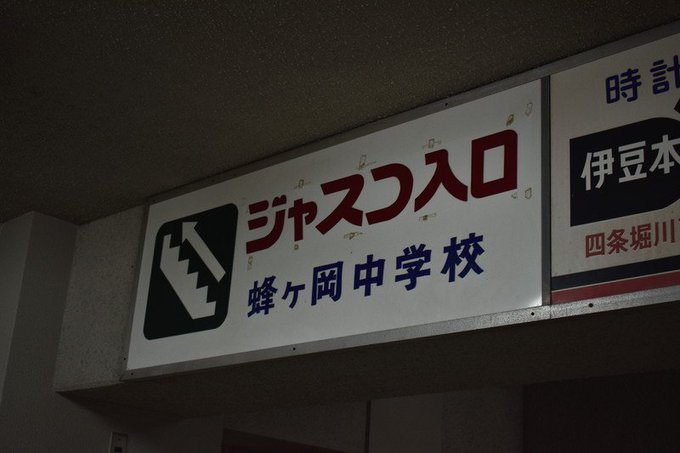 ジャスコ入口
蜂ヶ岡中学校
時計
伊豆本
四条堀川